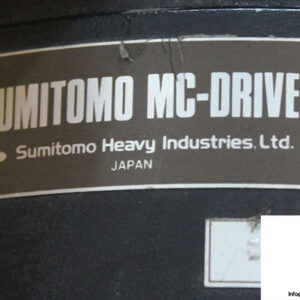 UMITOMO MC-DRIVE
Sumitomo Heavy Industries, Ltd.
JAPAN